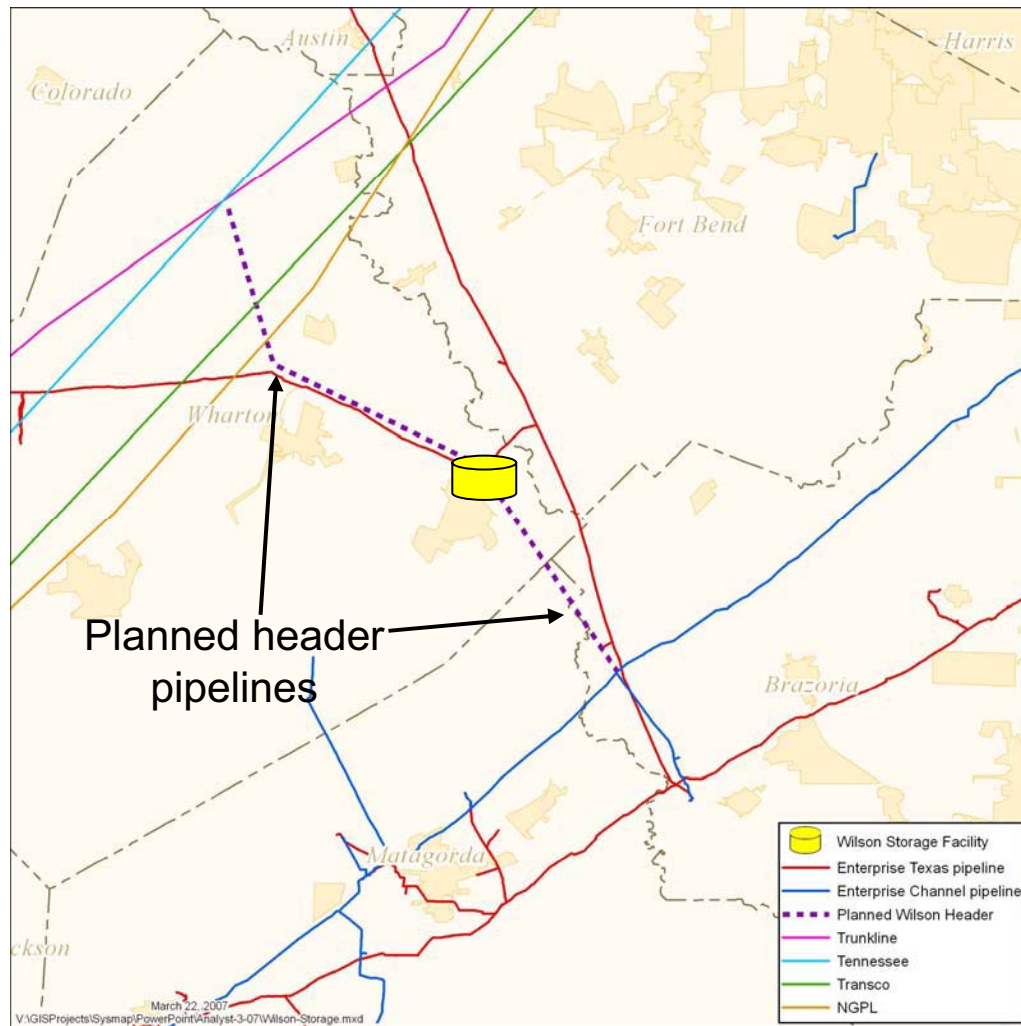 Austin
Harris
Colorado
Fort Bend
Wharton
Planned header
pipelines
Brazoria
Matagorda
ckson
Wilson Storage Facility
Enterprise Texas pipeline
Enterprise Channel pipeline
Planned Wilson Header
Trunkline
Tennessee
Transco
NGPL
March 22, 2007
V:\GISProjects\Sysmap\PowerPoint\Analyst-3-07\Wilson-Storage.mxd